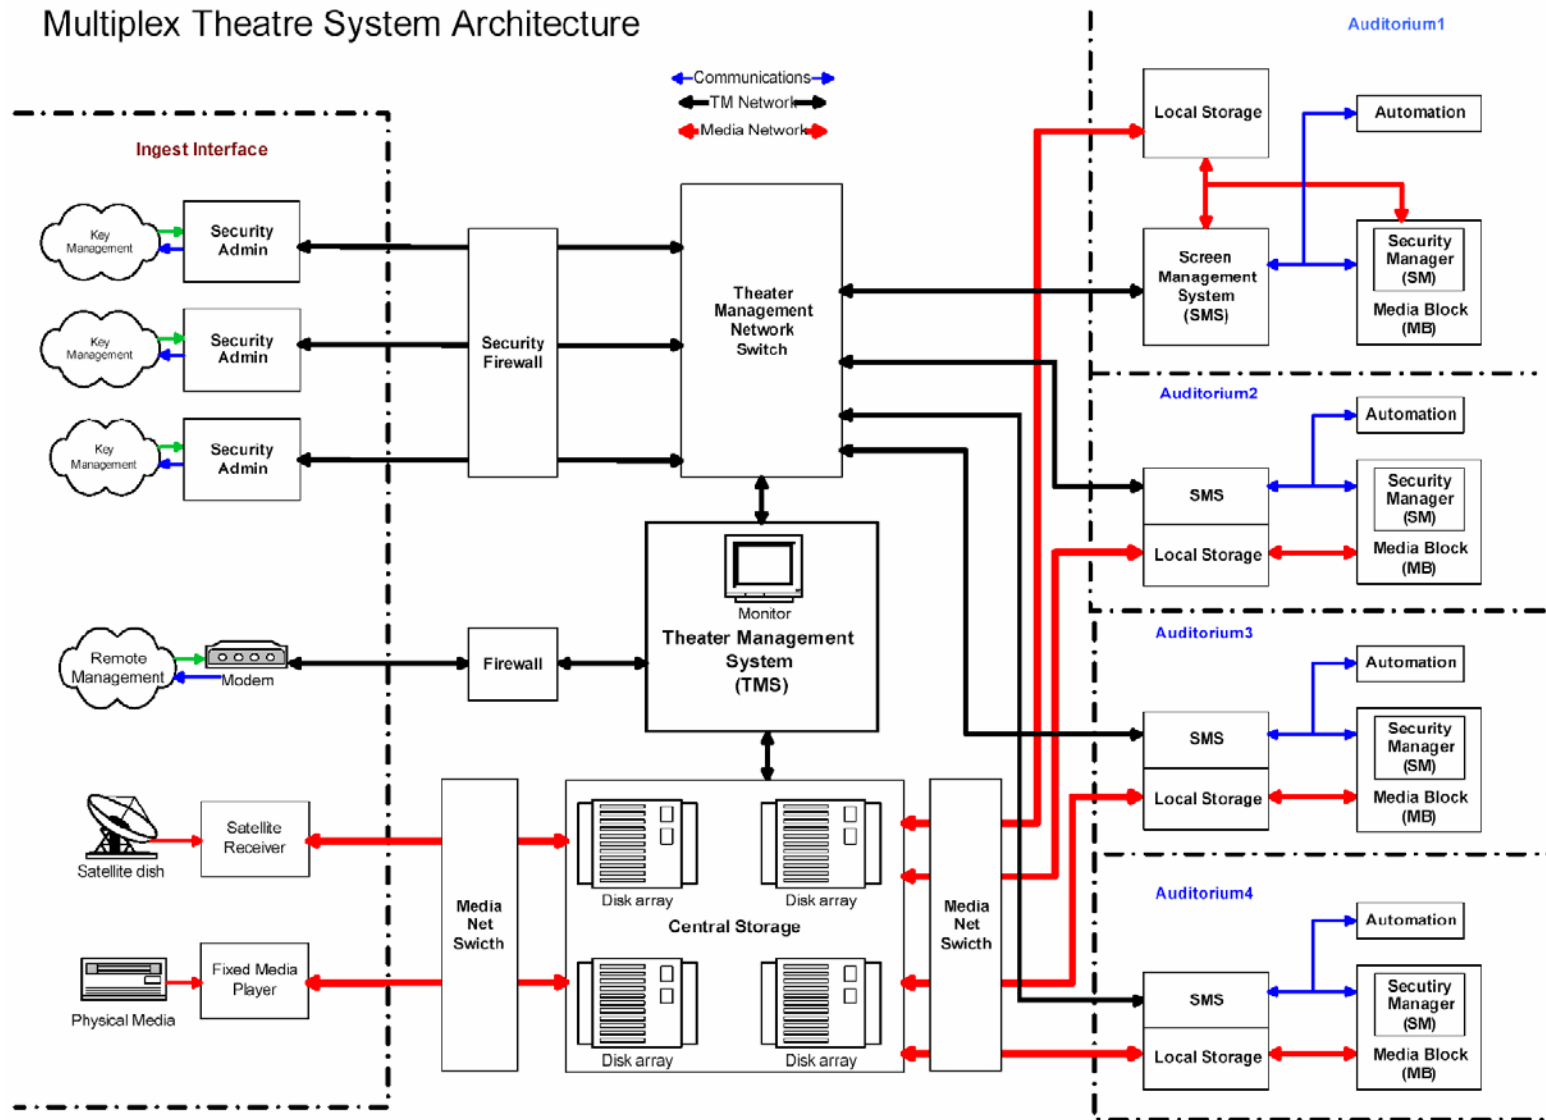 Multiplex Theatre System Architecture
Communications
TM Network
Media Network
Ingest Interface
Key
Management
Security
Admin
Key
Management
Security
Admin
Key
Management
Security
Admin
Security
Firewall
Theater
Management
Network
Switch
Remote
Management
Modem
Firewall
Monitor
Theater Management
System
(TMS)
Satellite dish
Satellite
Receiver
Physical Media
Fixed Media
Player
Media
Net
Swicth
Disk array
Disk array
Central Storage
Disk array
Disk array
Media
Net
Swicth
Auditorium1
Local Storage
Automation
Screen
Management
System
(SMS)
Security
Manager
(SM)
Media Block
(MB)
Auditorium2
Automation
SMS
Local Storage
Security
Manager
(SM)
Media Block
(MB)
Auditorium3
Automation
SMS
Local Storage
Security
Manager
(SM)
Media Block
(MB)
Auditorium4
Automation
SMS
Local Storage
Secutiry
Manager
(SM)
Media Block
(MB)